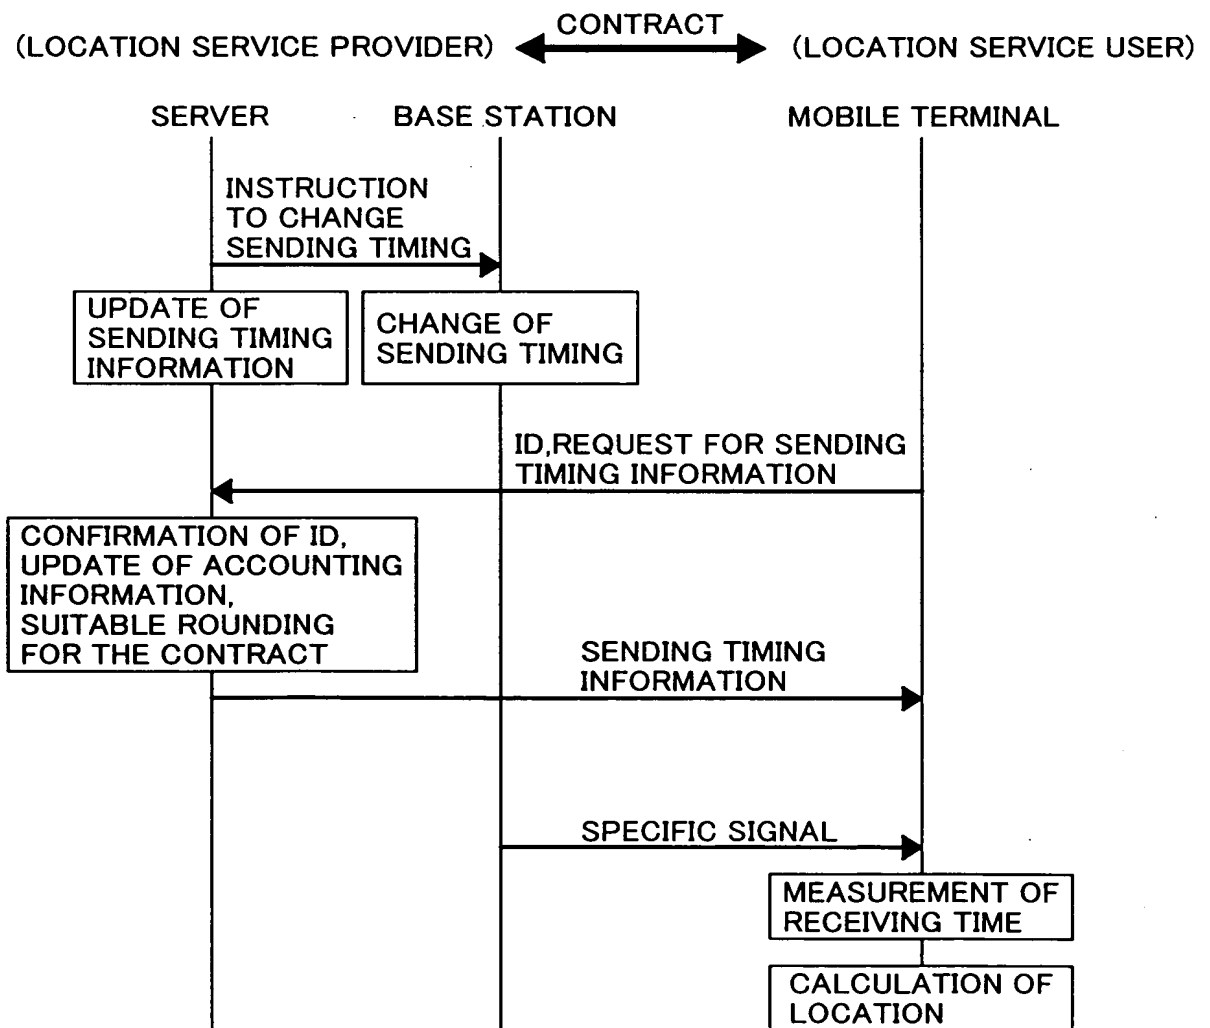 CONTRACT
(LOCATION SERVICE PROVIDER)
(LOCATION SERVICE USER)
SERVER
BASE STATION
MOBILE TERMINAL
INSTRUCTION
TO CHANGE
SENDING TIMING
UPDATE OF
SENDING TIMING
INFORMATION
CHANGE OF
SENDING TIMING
ID,REQUEST FOR SENDING
TIMING INFORMATION
CONFIRMATION OF ID,
UPDATE OF ACCOUNTING
INFORMATION,
SUITABLE ROUNDING
FOR THE CONTRACT
SENDING TIMING
INFORMATION
SPECIFIC SIGNAL
MEASUREMENT OF
RECEIVING TIME
CALCULATION OF
LOCATION